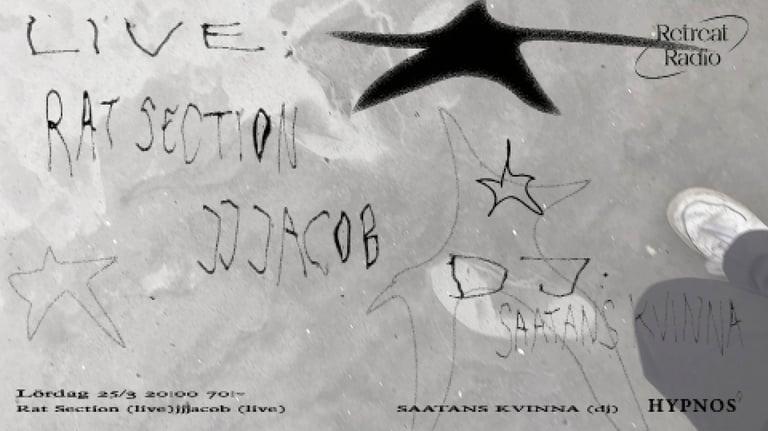 LIVE:
Retreat
Radio
RAT SECTION
JJJACOB
DJ:
SAATANS KVINNA
Lördag 25/3 20:00 70:-
Rat Section (live)jjjacob (live)
SAATANS KVINNA (dj)
HYPNOS